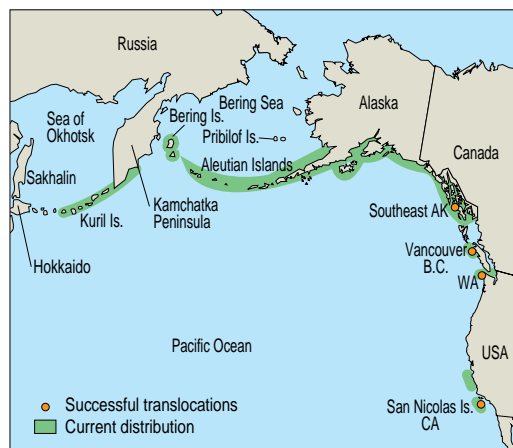 Russia
Bering Sea
Bering Is.
Alaska
Sea of
Okhotsk
Pribilof Is.
Canada
Aleutian Islands
Sakhalin
Kamchatka
Peninsula
Southeast AK
Kuril Is.
Vancouver
B.C.
Hokkaido
WA
Pacific Ocean
USA
Successful translocations
San Nicolas Is.
CA
Current distribution